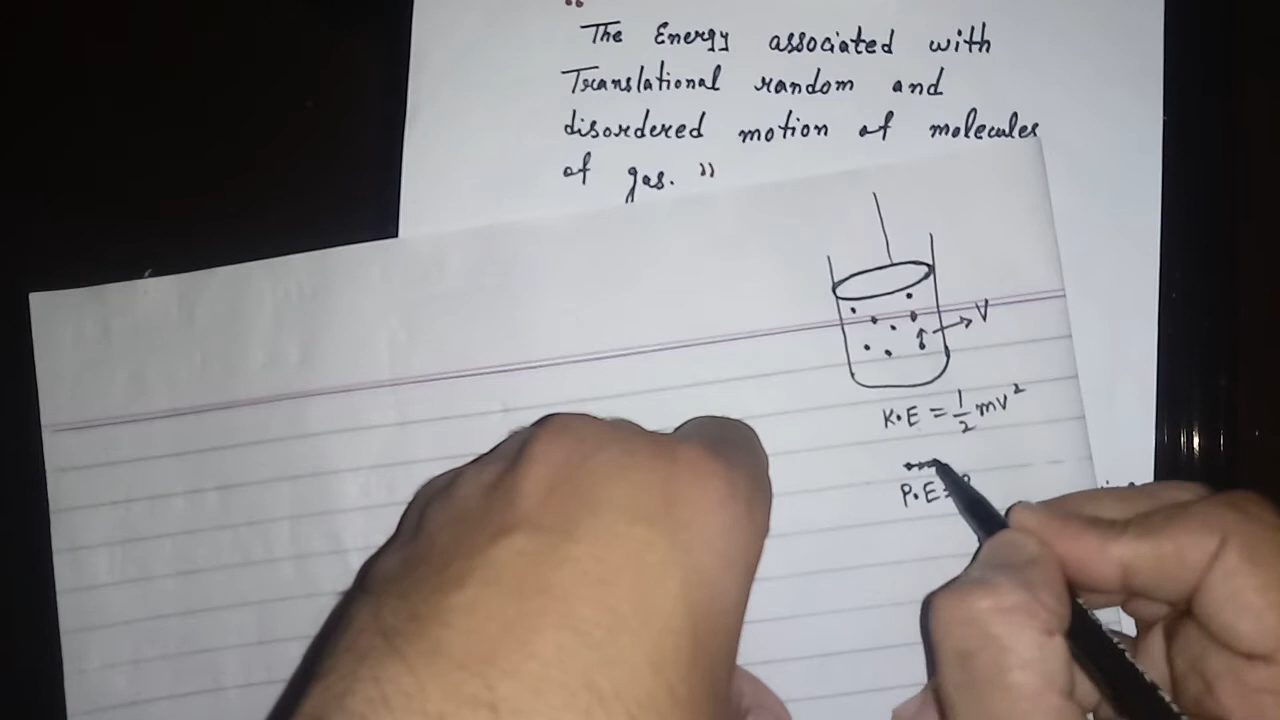 The Energy associated with
Translational random and
disordered motion of molecules
of gas. ”
V
K.E = 1/2 mv²
P.E =